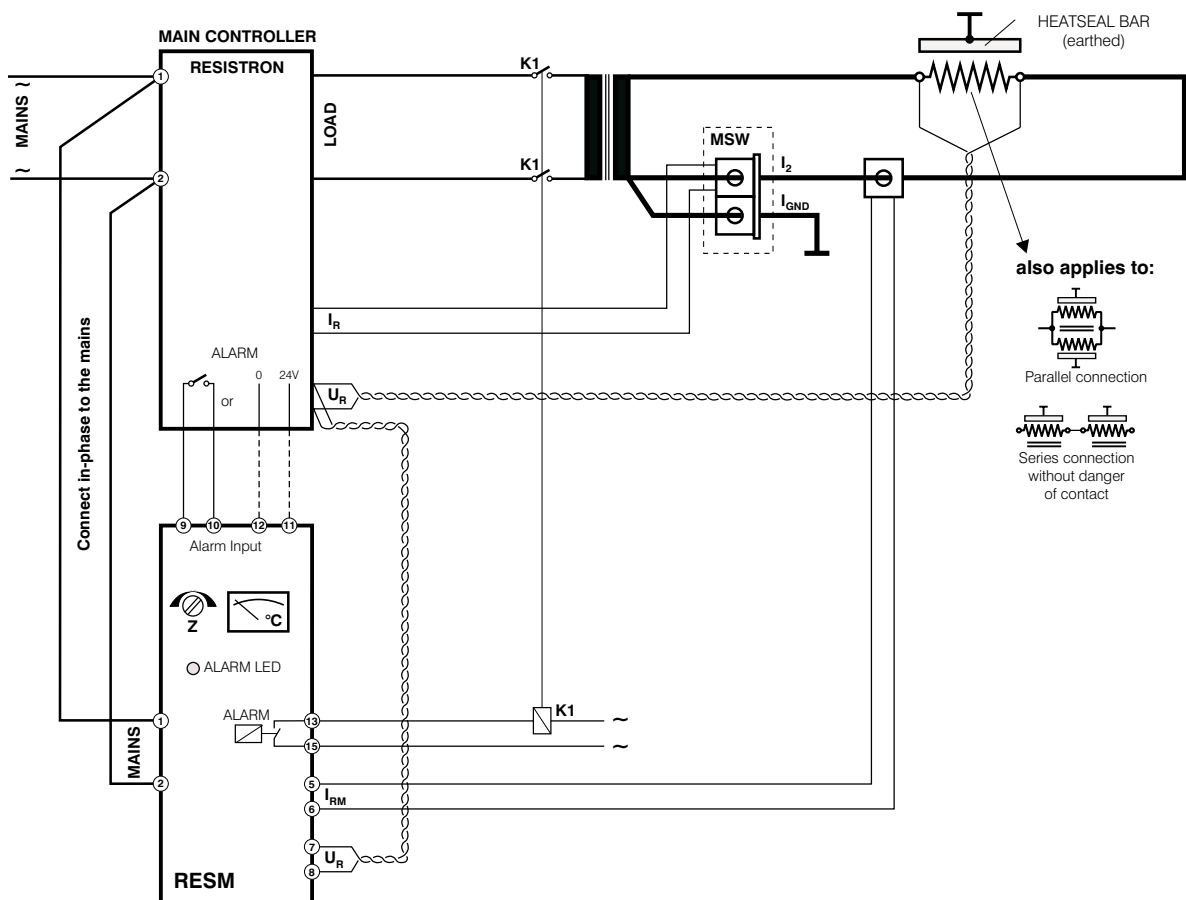 MAIN CONTROLLER
RESISTRON
HEATSEAL BAR
(earthed)
K1
1
~
MAINS
LOAD
MSW
K1
2
~
I2
IGND
also applies to:
Parallel connection
Series connection
without danger
of contact
IR
ALARM
0 24V
or
UR
Connect in-phase to the mains
9 10 12 11
Alarm Input
Z
°C
ALARM LED
ALARM
13
K1
~
15
~
1
MAINS
2
5
IRM
6
7
UR
8
RESM